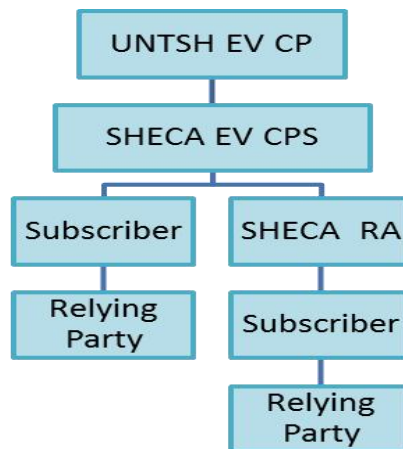 UNTSH EV CP
SHECA EV CPS
Subscriber
SHECA RA
Relying
Party
Subscriber
Relying
Party